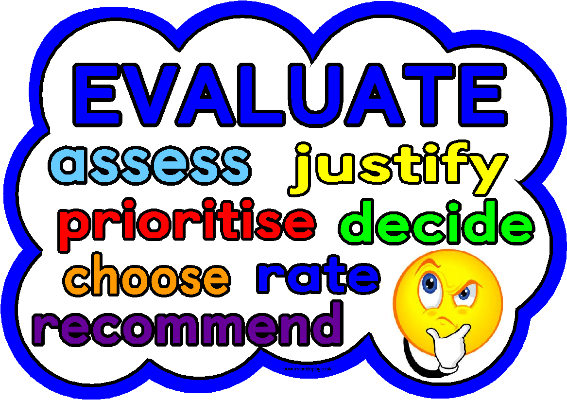 EVALUATE
assess justify
prioritise decide
choose rate
recommend